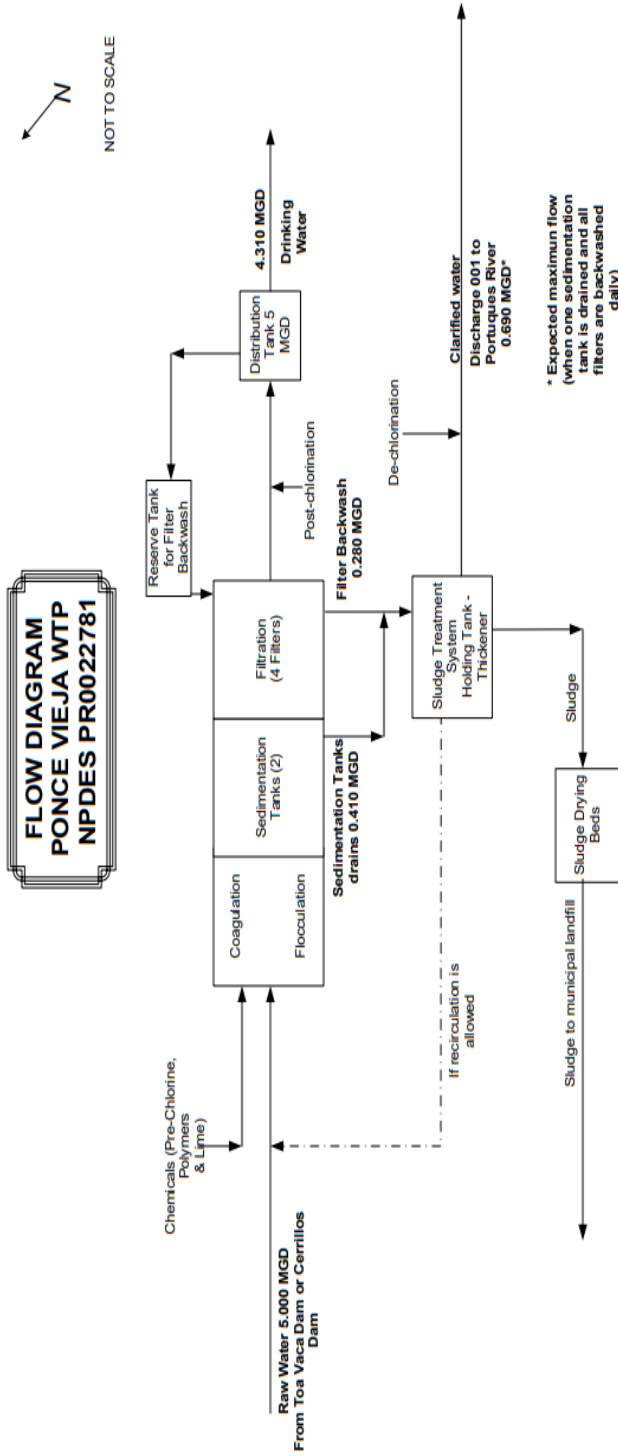 FLOW DIAGRAM
PONCE VIEJA WTP
NPDES PR0022781
N
NOT TO SCALE
Reserve Tank
for Filter
Backwash
Distribution
Tank 5
MGD
4.310 MGD
Drinking
Water
Chemicals (Pre-Chlorine,
Polymers
& Lime)
Raw Water 5.000 MGD
From Toa Vaca Dam or Cerrillos
Dam
Coagulation
Flocculation
Sedimentation
Tanks (2)
Filtration
(4 Filters)
Post-chlorination
Sedimentation Tanks
drains 0.410 MGD
Filter Backwash
0.280 MGD
De-chlorination
If recirculation is
allowed
Sludge Treatment
System
Holding Tank -
Thickener
Clarified water
Discharge 001 to
Portuques River
0.690 MGD*
Sludge
Sludge Drying
Beds
Sludge to municipal landfill
* Expected maximun flow
(when one sedimentation
tank is drained and all
filters are backwashed
daily)